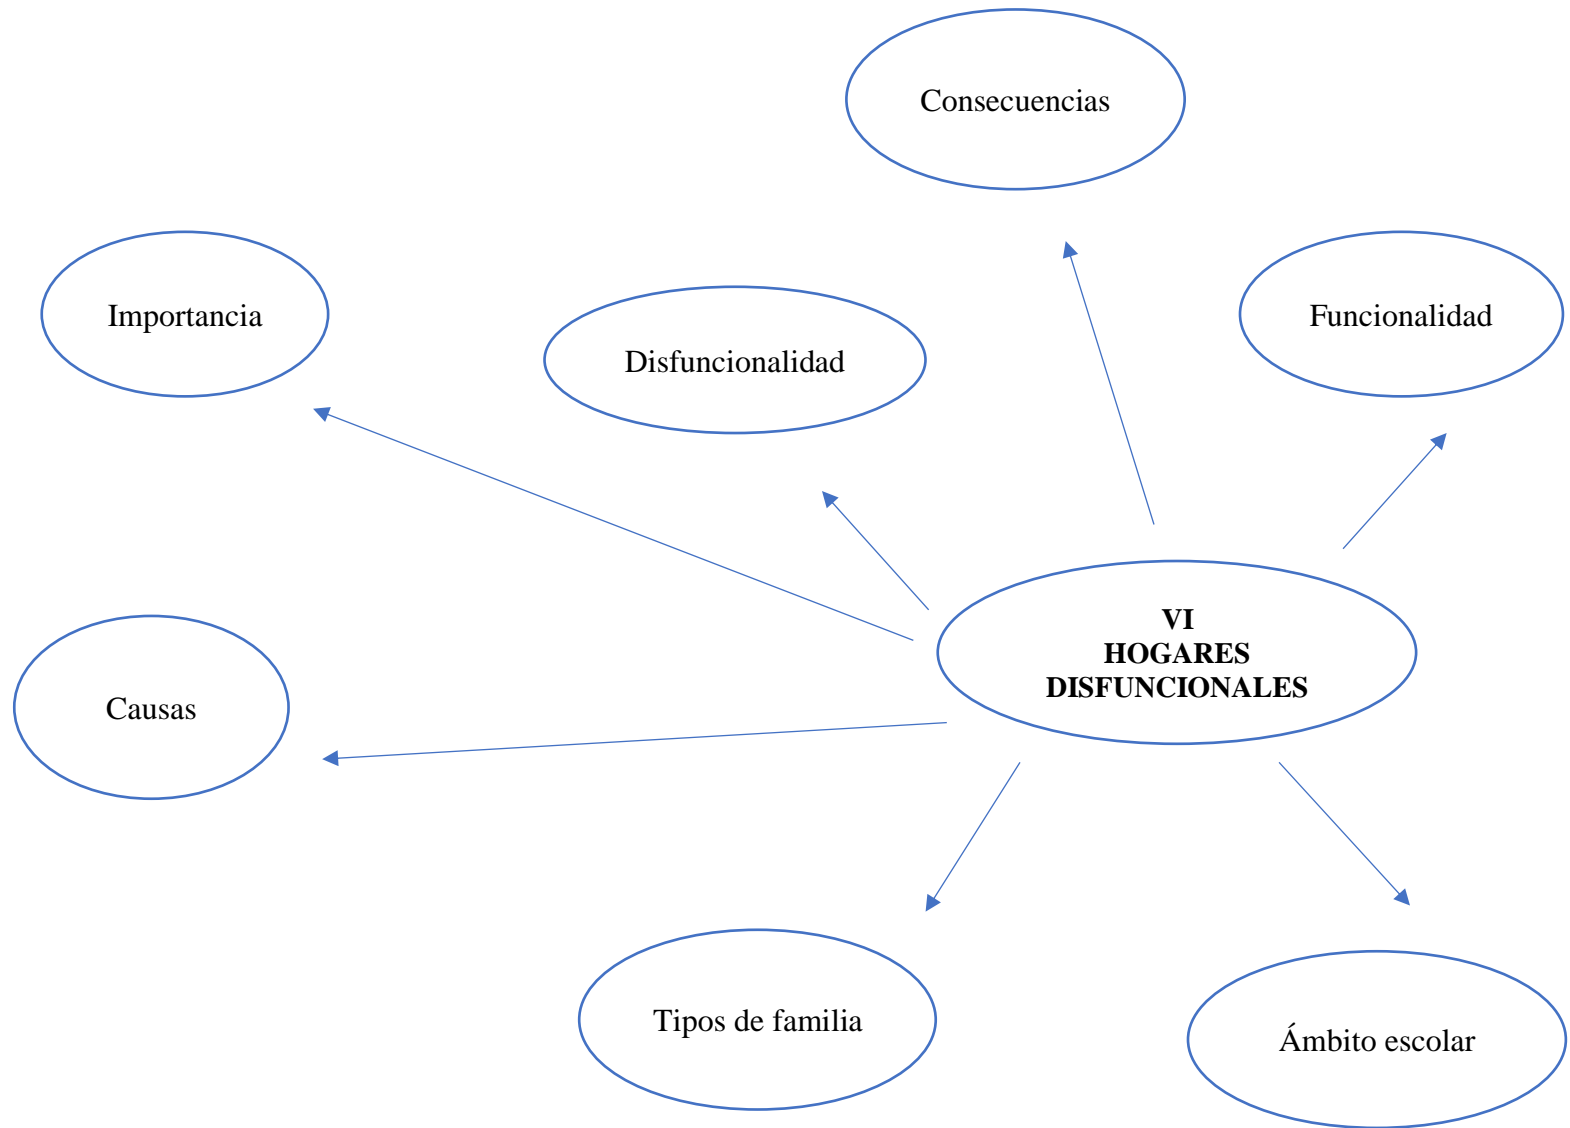 Consecuencias
Importancia
Funcionalidad
Disfuncionalidad
VI
HOGARES
DISFUNCIONALES
Causas
Tipos de familia
Ámbito escolar